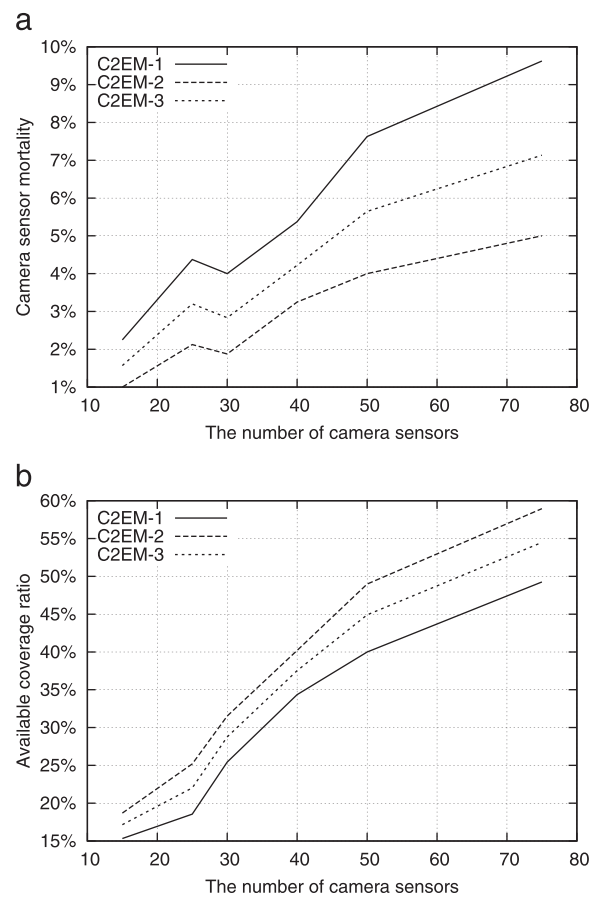 a
10%
9%
8%
7%
6%
5%
4%
3%
2%
1%
Camera sensor mortality
C2EM-1
C2EM-2
C2EM-3
10 20 30 40 50 60 70 80
The number of camera sensors
b
60%
55%
50%
45%
40%
35%
30%
25%
20%
15%
Available coverage ratio
C2EM-1
C2EM-2
C2EM-3
10 20 30 40 50 60 70 80
The number of camera sensors